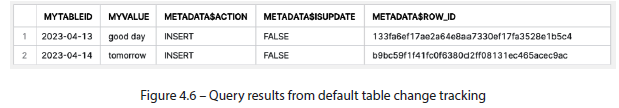 MYTABLEID MYVALUE METADATA$ACTION METADATA$ISUPDATE METADATA$ROW_ID
1 2023-04-13 good day INSERT FALSE 133fa6ef17ae2a64e8aa7330ef17fa3528e1b5c4
2 2023-04-14 tomorrow INSERT FALSE b9bc59f1f41fc0f6380d2ff08131ec465acec9ac
Figure 4.6 – Query results from default table change tracking